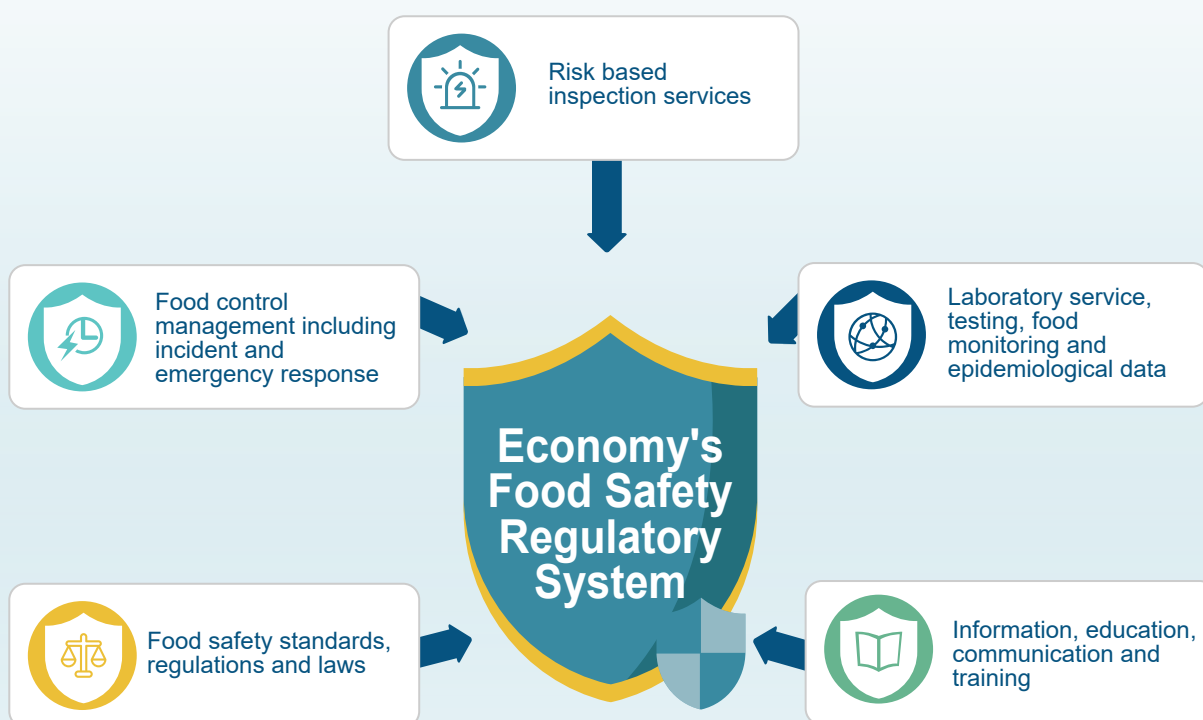 Risk based
inspection services
Food control
management including
incident and
emergency response
Laboratory service,
testing, food
monitoring and
epidemiological data
Economy's
Food Safety
Regulatory
System
Food safety standards,
regulations and laws
Information, education,
communication and
training